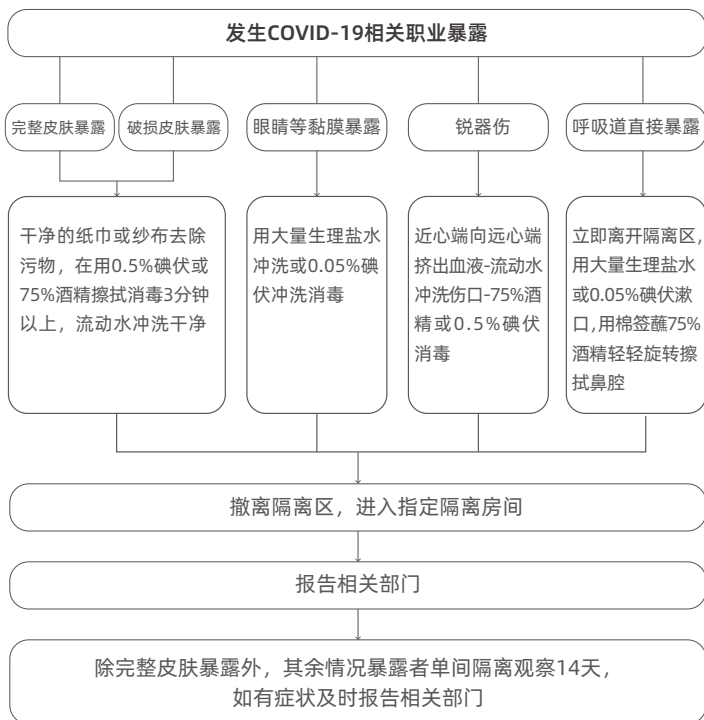 发生COVID-19相关职业暴露
完整皮肤暴露
破损皮肤暴露
眼睛等黏膜暴露
锐器伤
呼吸道直接暴露
干净的纸巾或纱布去除
污物，在用0.5%碘伏或
75%酒精擦拭消毒3分钟
以上，流动水冲洗干净
用大量生理盐水
冲洗或0.05%碘
伏冲洗消毒
近心端向远心端
挤出血液-流动水
冲洗伤口-75%酒
精或0.5%碘伏
消毒
立即离开隔离区，
用大量生理盐水
或0.05%碘伏漱
口,用棉签蘸75%
酒精轻轻旋转擦
拭鼻腔
撤离隔离区，进入指定隔离房间
报告相关部门
除完整皮肤暴露外，其余情况暴露者单间隔离观察14天，
如有症状及时报告相关部门